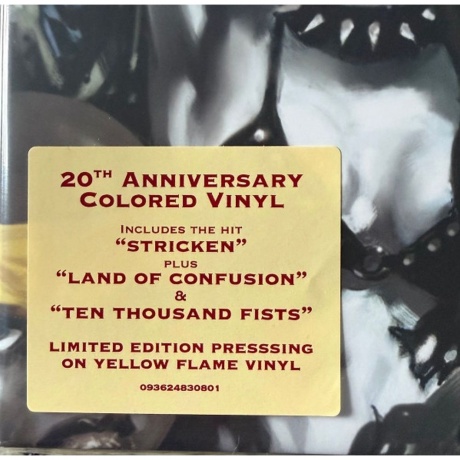 20TH ANNIVERSARY
COLORED VINYL
INCLUDES THE HIT
“STRICKEN”
PLUS
“LAND OF CONFUSION”
&
“TEN THOUSAND FISTS”
LIMITED EDITION PRESSSING
ON YELLOW FLAME VINYL
093624830801